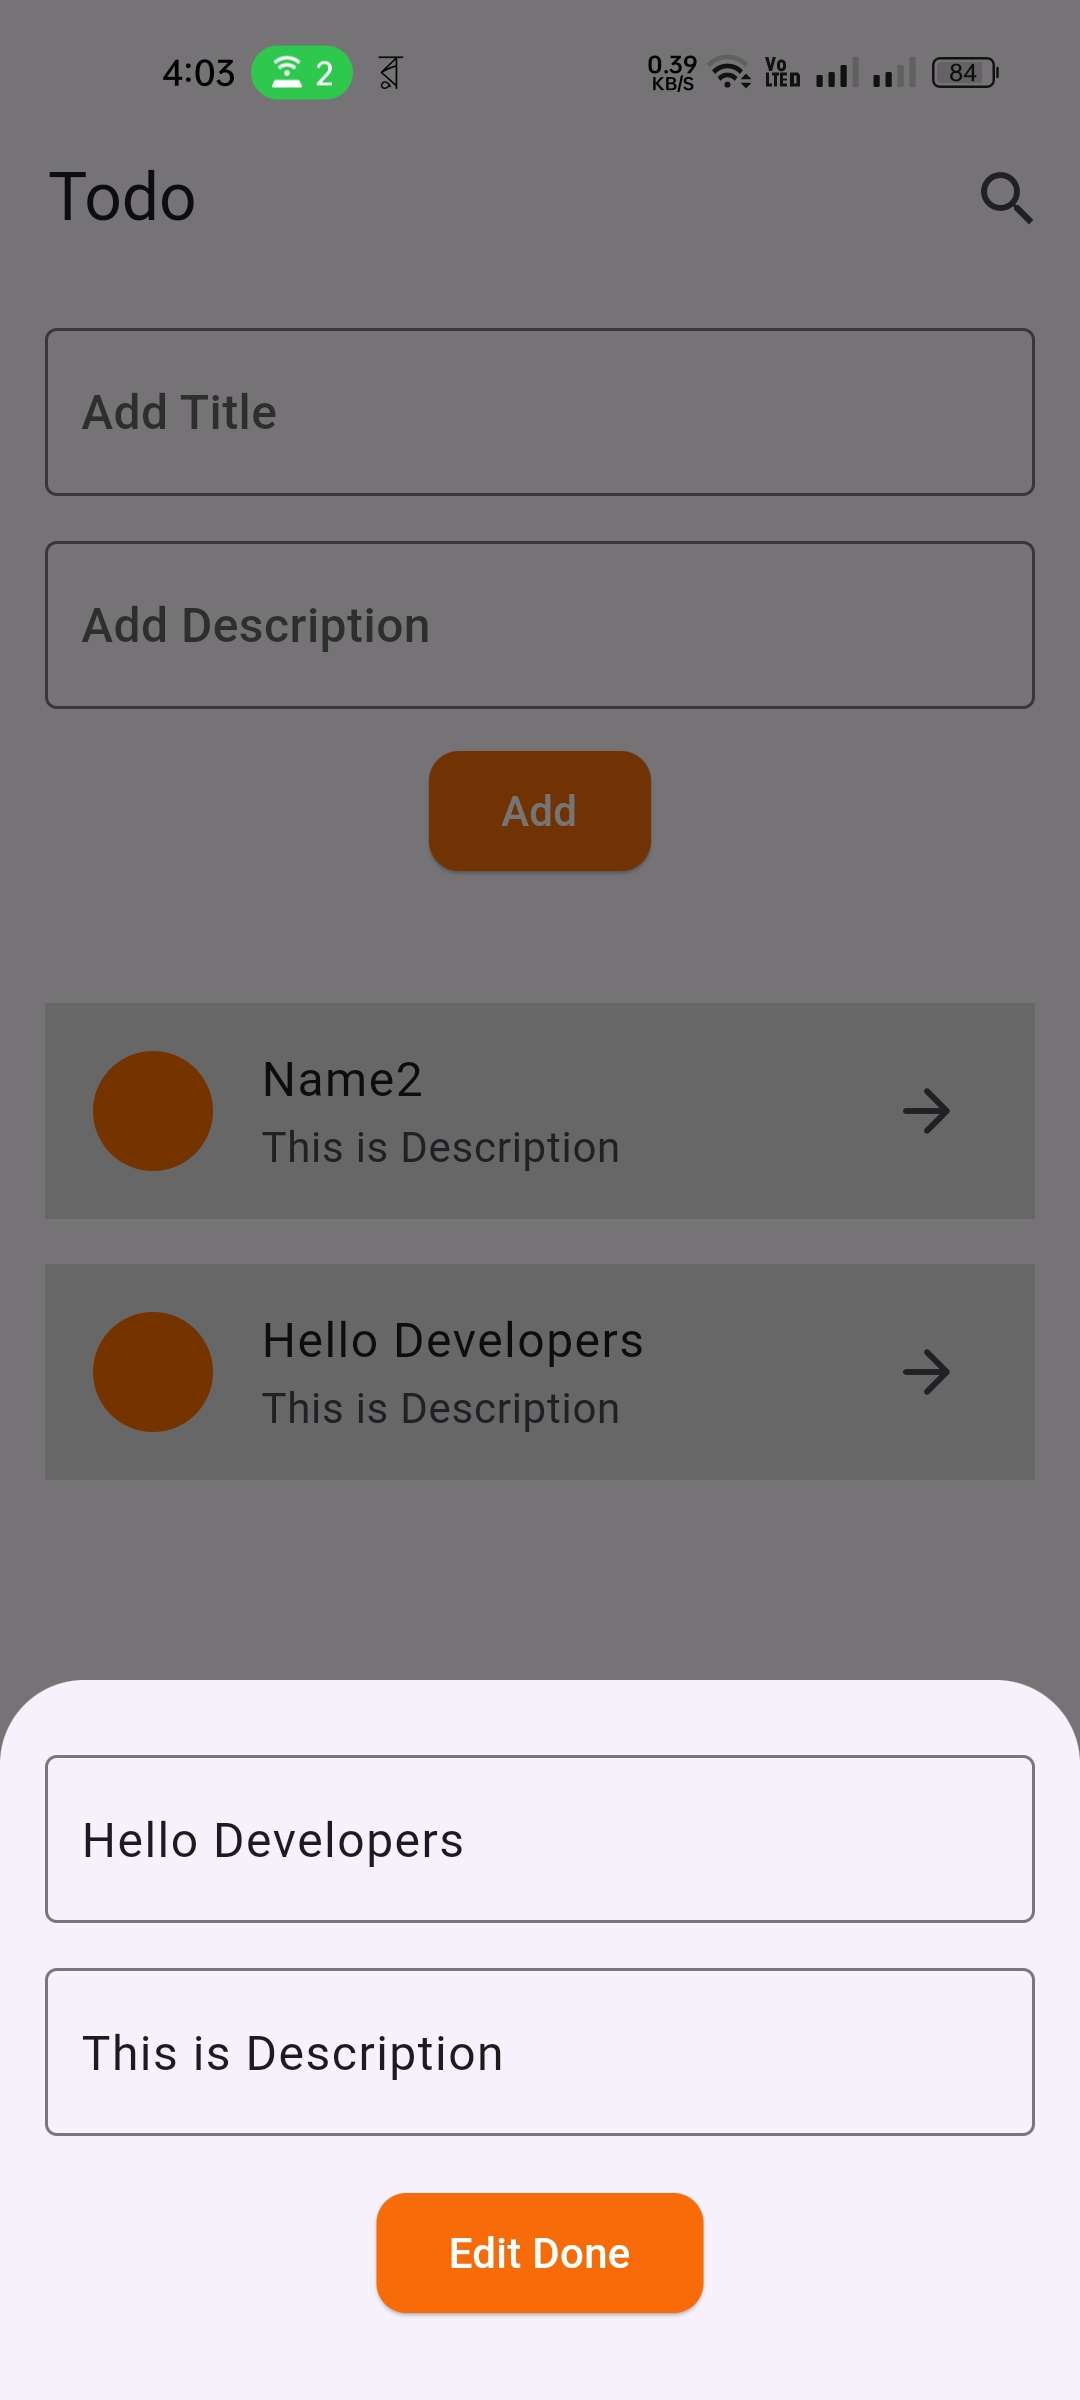 4:03 2 বু 0.39 KB/S Vo LTED 84
Todo
Add Title
Add Description
Add
Name2
This is Description
Hello Developers
This is Description
Hello Developers
This is Description
Edit Done